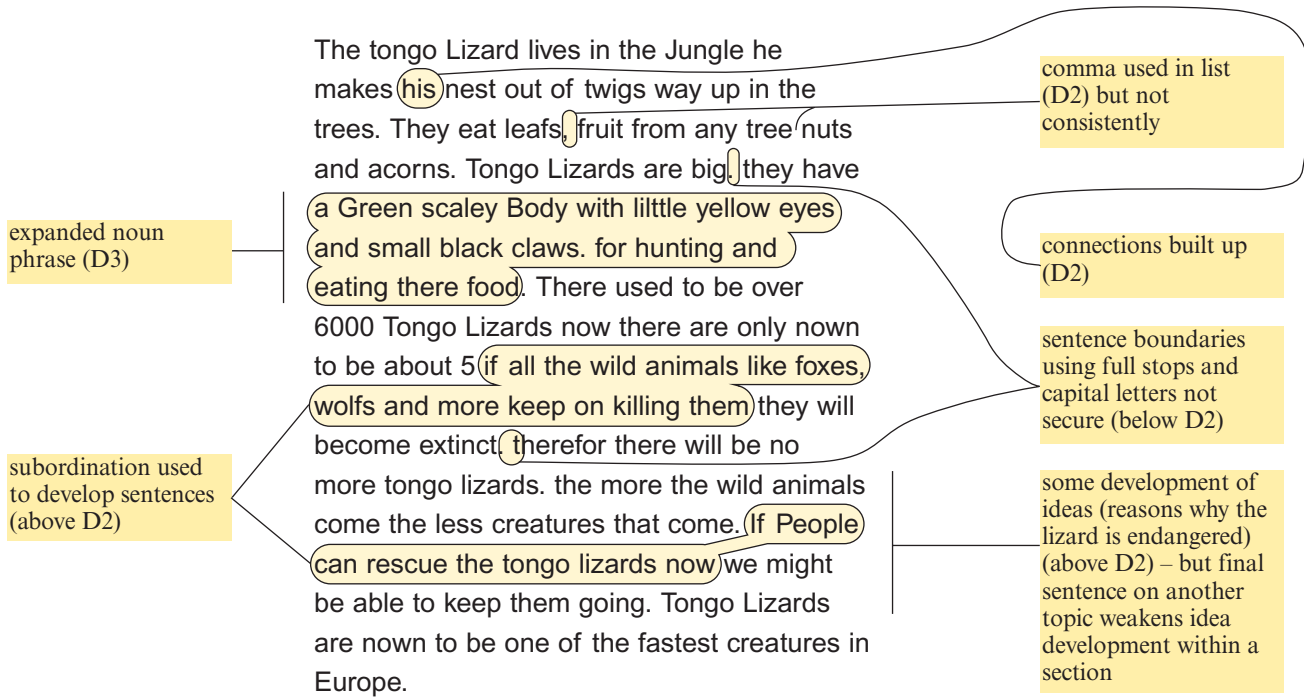 The tongo Lizard lives in the Jungle he
makes his nest out of twigs way up in the
trees. They eat leafs, fruit from any tree nuts
and acorns. Tongo Lizards are big. they have
a Green scaley Body with lilttle yellow eyes
and small black claws. for hunting and
eating there food. There used to be over
6000 Tongo Lizards now there are only nown
to be about 5 if all the wild animals like foxes,
wolfs and more keep on killing them they will
become extinct. therefor there will be no
more tongo lizards. the more the wild animals
come the less creatures that come. If People
can rescue the tongo lizards now we might
be able to keep them going. Tongo Lizards
are nown to be one of the fastest creatures in
Europe.
expanded noun
phrase (D3)
subordination used
to develop sentences
(above D2)
comma used in list
(D2) but not
consistently
connections built up
(D2)
sentence boundaries
using full stops and
capital letters not
secure (below D2)
some development of
ideas (reasons why the
lizard is endangered)
(above D2) – but final
sentence on another
topic weakens idea
development within a
section